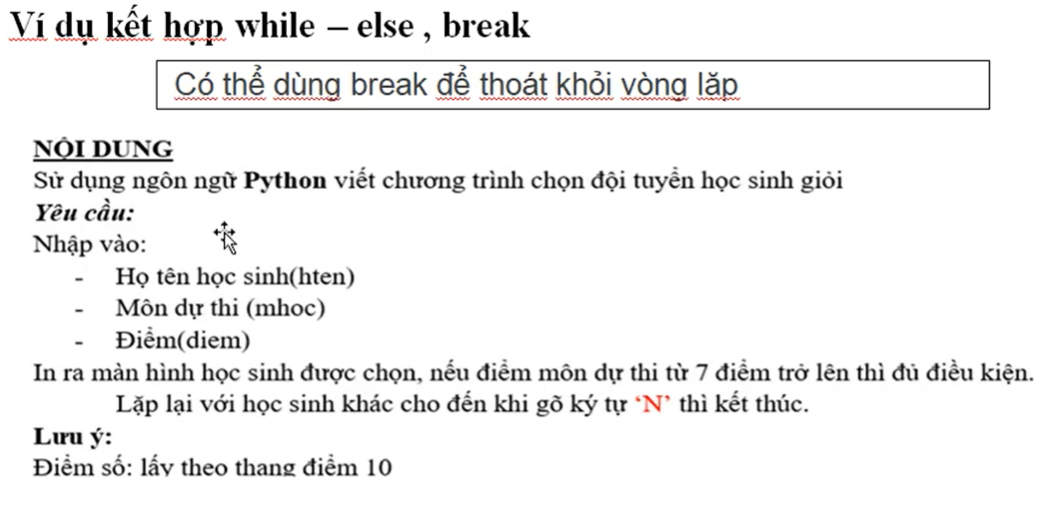 Ví dụ kết hợp while – else , break
Có thể dùng break để thoát khỏi vòng lặp
NỘI DUNG
Sử dụng ngôn ngữ Python viết chương trình chọn đội tuyển học sinh giỏi
Yêu cầu:
Nhập vào:
- Họ tên học sinh(hten)
- Môn dự thi (mhoc)
- Điểm(diem)
In ra màn hình học sinh được chọn, nếu điểm môn dự thi từ 7 điểm trở lên thì đủ điều kiện.
Lặp lại với học sinh khác cho đến khi gõ ký tự ‘N’ thì kết thúc.
Lưu ý:
Điểm số: lấy theo thang điểm 10